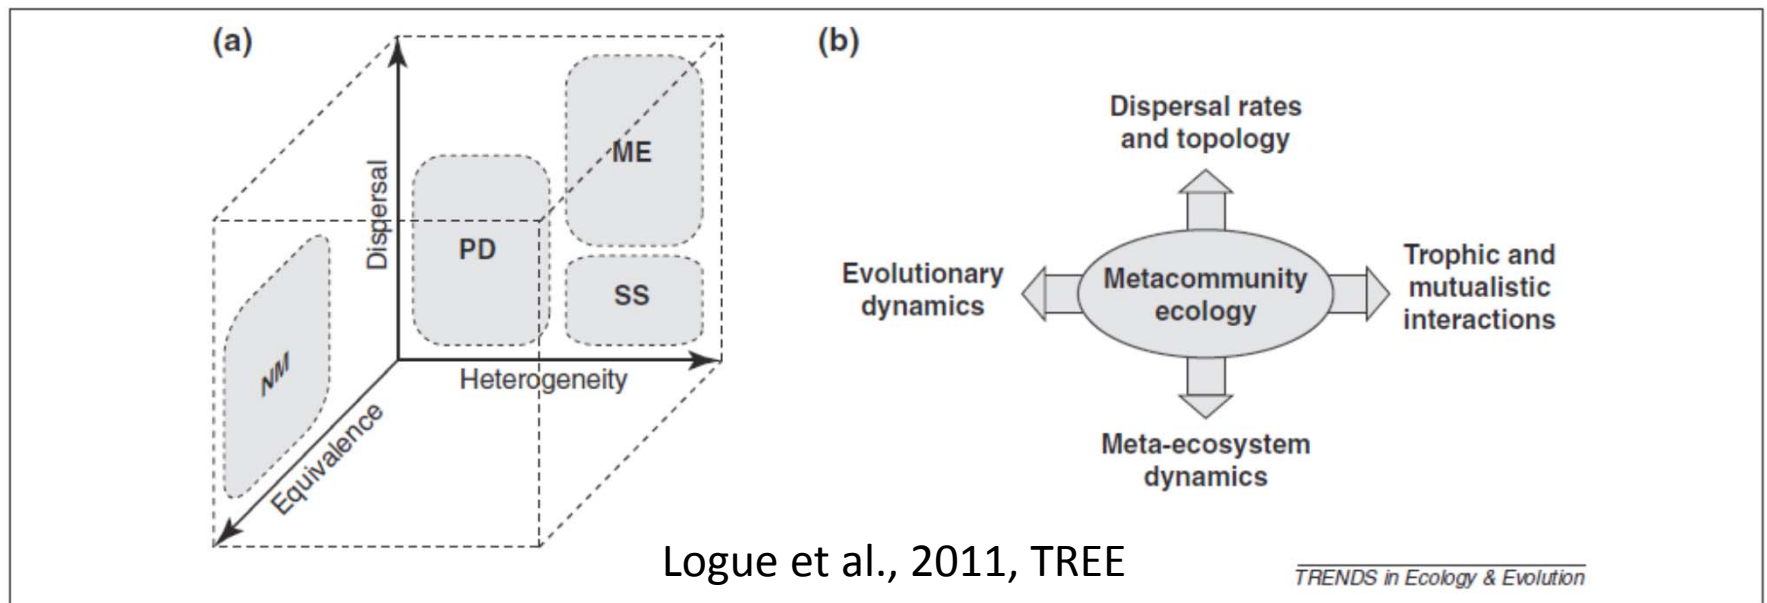 (a)
Dispersal
ME
PD
SS
NM
Heterogeneity
Equivalence
(b)
Dispersal rates
and topology
Evolutionary
dynamics
Metacommunity
ecology
Trophic and
mutualistic
interactions
Meta-ecosystem
dynamics
Logue et al., 2011, TREE
TRENDS in Ecology & Evolution